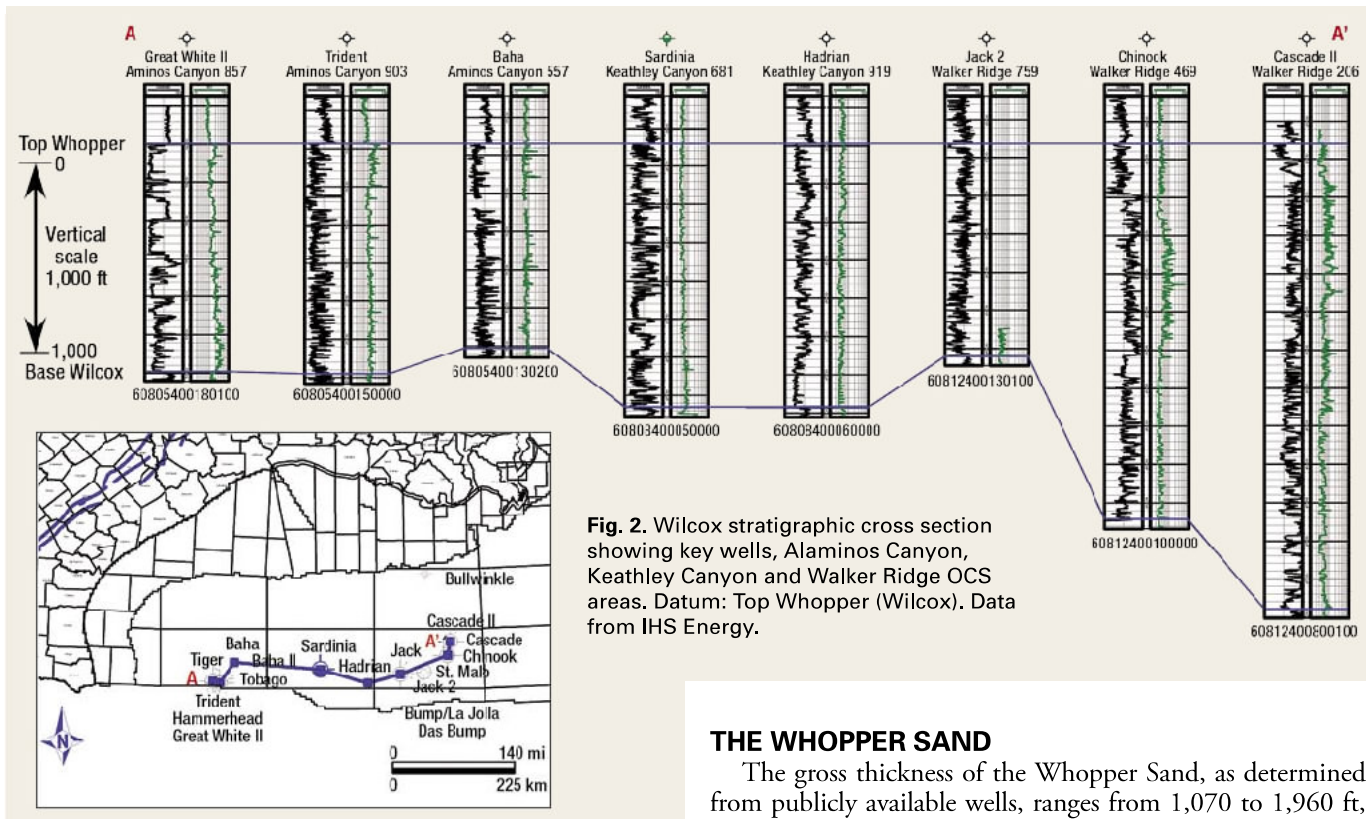 A
A'
Great White II
Aminos Canyon 857
Trident
Aminos Canyon 903
Baha
Aminos Canyon 557
Sardinia
Keathley Canyon 681
Hadrian
Keathley Canyon 919
Jack 2
Walker Ridge 759
Chinock
Walker Ridge 469
Cascade II
Walker Ridge 206
Top Whopper
0
Vertical
scale
1,000 ft
1,000
Base Wilcox
60805400180100
60805400150000
60805400130200
60808400050000
60808400060000
60812400130100
60812400100000
60812400800100
Fig. 2. Wilcox stratigraphic cross section
showing key wells, Alaminos Canyon,
Keathley Canyon and Walker Ridge OCS
areas. Datum: Top Whopper (Wilcox). Data
from IHS Energy.
Bullwinkle
Cascade II
A'
Cascade
Chinook
Baha
Sardinia
Jack
Tiger
Baha II
Hadrian
St. Malo
A
Tobago
Jack 2
Trident
Hammerhead
Great White II
Bump/La Jolla
Das Bump
N
0
140 mi
0
225 km
THE WHOPPER SAND
The gross thickness of the Whopper Sand, as determined
from publicly available wells, ranges from 1,070 to 1,960 ft,